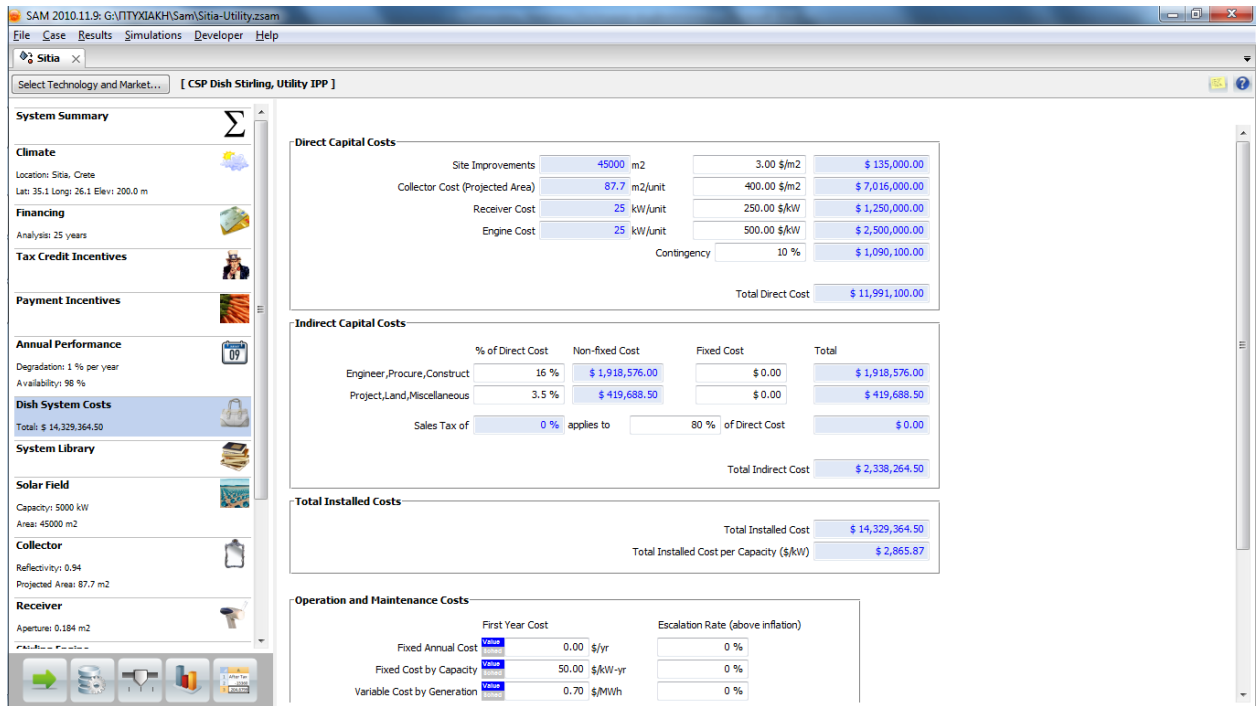 SAM 2010.11.9: G:\ΠΤΥΧΙΑΚΗ\Sam\Sitia-Utility.zsam
File Case Results Simulations Developer Help
Sitia
Select Technology and Market... [ CSP Dish Stirling, Utility IPP ]
System Summary
Climate
Location: Sitia, Crete
Lat: 35.1 Long: 26.1 Elev: 200.0 m
Financing
Analysis: 25 years
Tax Credit Incentives
Payment Incentives
Annual Performance
Degradation: 1 % per year
Availability: 98 %
Dish System Costs
Total: $ 14,329,364.50
System Library
Solar Field
Capacity: 5000 kW
Area: 45000 m2
Collector
Reflectivity: 0.94
Projected Area: 87.7 m2
Receiver
Aperture: 0.184 m2
Stirling Engine
Direct Capital Costs
Site Improvements 45000 m2 3.00 $/m2 $ 135,000.00
Collector Cost (Projected Area) 87.7 m2/unit 400.00 $/m2 $ 7,016,000.00
Receiver Cost 25 kW/unit 250.00 $/kW $ 1,250,000.00
Engine Cost 25 kW/unit 500.00 $/kW $ 2,500,000.00
Contingency 10 % $ 1,090,100.00
Total Direct Cost $ 11,991,100.00
Indirect Capital Costs
% of Direct Cost Non-fixed Cost Fixed Cost Total
Engineer,Procure,Construct 16 % $ 1,918,576.00 $ 0.00 $ 1,918,576.00
Project,Land,Miscellaneous 3.5 % $ 419,688.50 $ 0.00 $ 419,688.50
Sales Tax of 0 % applies to 80 % of Direct Cost $ 0.00
Total Indirect Cost $ 2,338,264.50
Total Installed Costs
Total Installed Cost $ 14,329,364.50
Total Installed Cost per Capacity ($/kW) $ 2,865.87
Operation and Maintenance Costs
First Year Cost Escalation Rate (above inflation)
Fixed Annual Cost Value Sched 0.00 $/yr 0 %
Fixed Cost by Capacity Value Sched 50.00 $/kW-yr 0 %
Variable Cost by Generation Value Sched 0.70 $/MWh 0 %